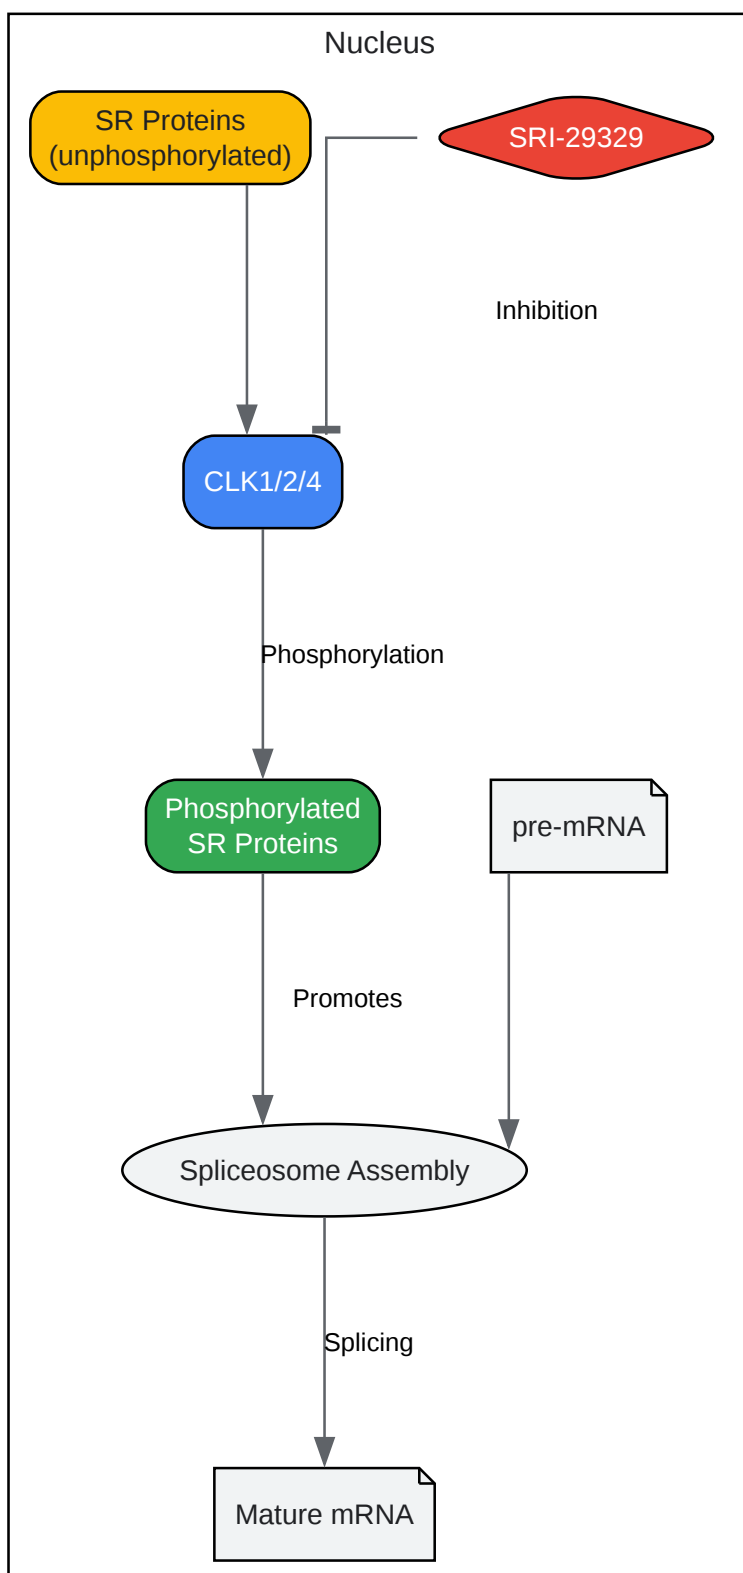 Nucleus
SR Proteins
(unphosphorylated)
SRI-29329
Inhibition
CLK1/2/4
Phosphorylation
Phosphorylated
SR Proteins
pre-mRNA
Promotes
Spliceosome Assembly
Splicing
Mature mRNA